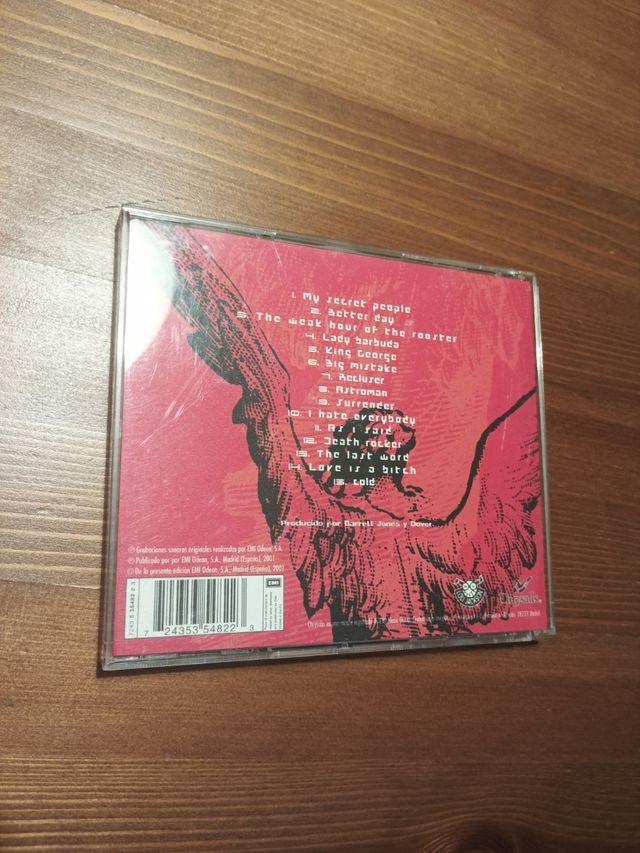 1. My secret people
2. Better day
3. The weak hour of the rooster
4. Lady barbuda
5. King George
6. Big mistake
7. Recluser
8. Astroman
9. Surrender
10. I hate everybody
11. As I said
12. Death rocker
13. The last word
14. Love is a bitch
15. Cold
Producido por Barrett Jones y Dover.
℗ Grabaciones sonoras originales realizadas por EMI Odeon, S.A.
℗ Publicado por por EMI Odeon, S.A., Madrid (España), 2001
© De la presente edición EMI Odeon, S.A., Madrid (España), 2001
EMI
7 24353 54822 3
Chrysalis.
28233 Madrid.